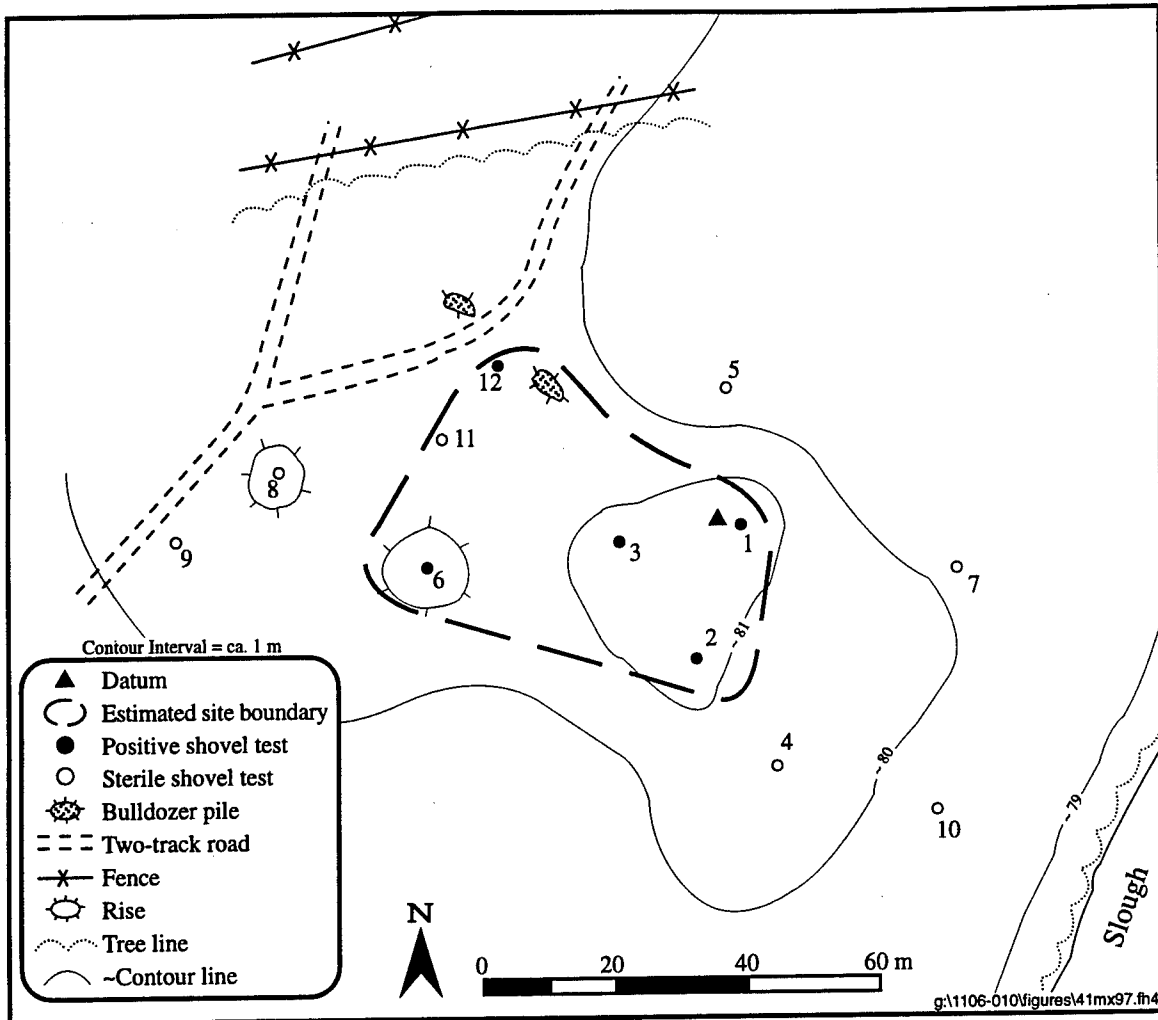 5
12
11
8
1
3
9
7
6
2
~81
Contour Interval = ca. 1 m
Datum
Estimated site boundary
Positive shovel test
Sterile shovel test
Bulldozer pile
Two-track road
Fence
Rise
Tree line
~Contour line
4
~80
~79
10
Slough
N
0 20 40 60 m
g:\1106-010\figures\41mx97.fh4